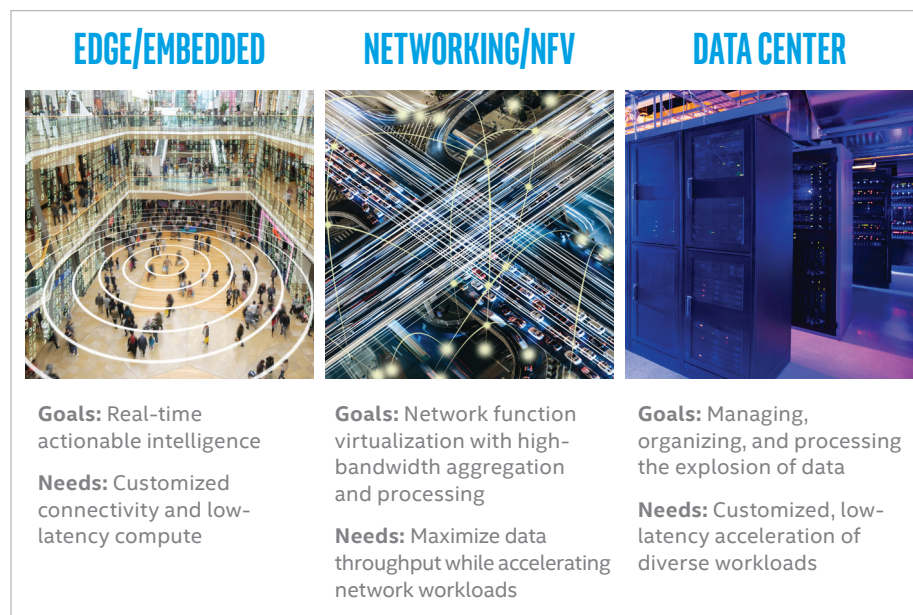 EDGE/EMBEDDED
Goals: Real-time
actionable intelligence
Needs: Customized
connectivity and low-
latency compute
NETWORKING/NFV
Goals: Network function
virtualization with high-
bandwidth aggregation
and processing
Needs: Maximize data
throughput while accelerating
network workloads
DATA CENTER
Goals: Managing,
organizing, and processing
the explosion of data
Needs: Customized, low-
latency acceleration of
diverse workloads